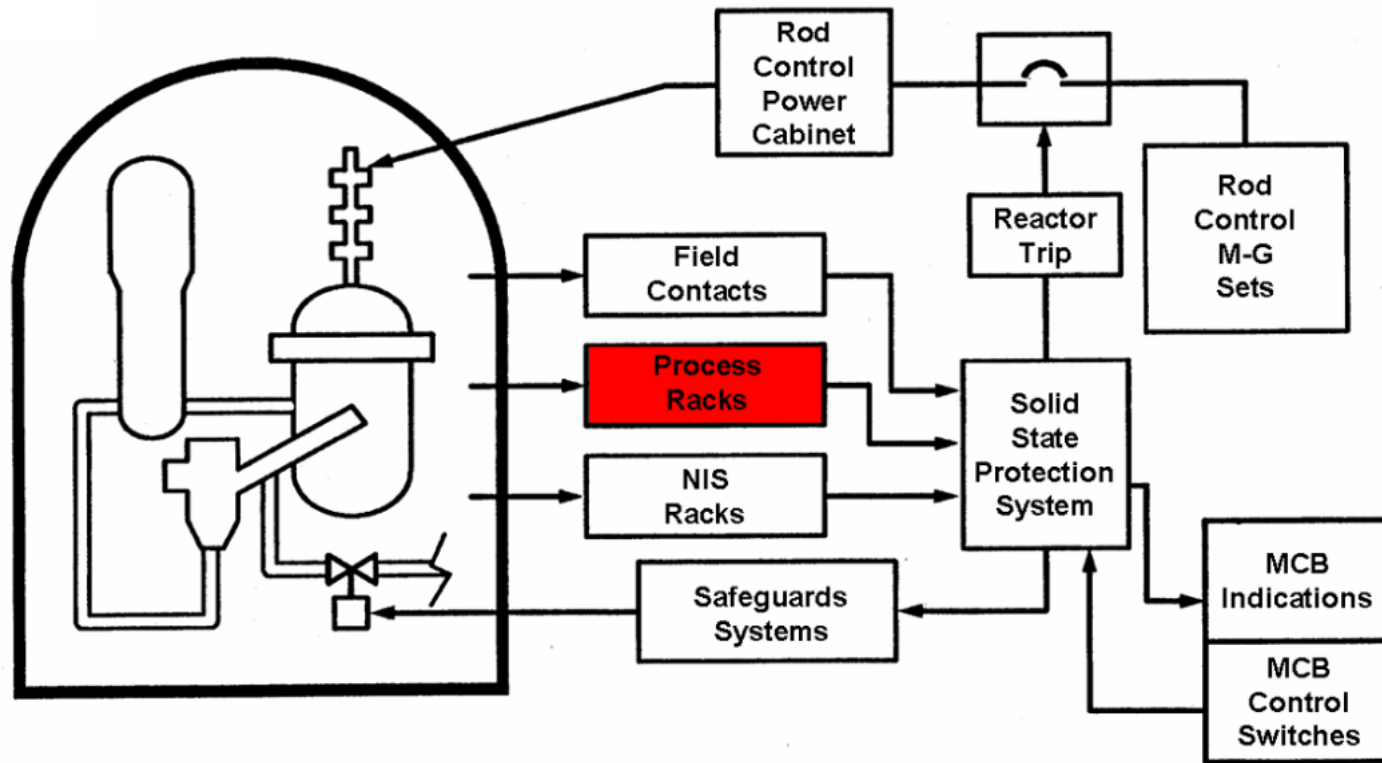 Rod
Control
Power
Cabinet
Rod
Control
M-G
Sets
Reactor
Trip
Field
Contacts
Process
Racks
NIS
Racks
Solid
State
Protection
System
Safeguards
Systems
MCB
Indications
MCB
Control
Switches